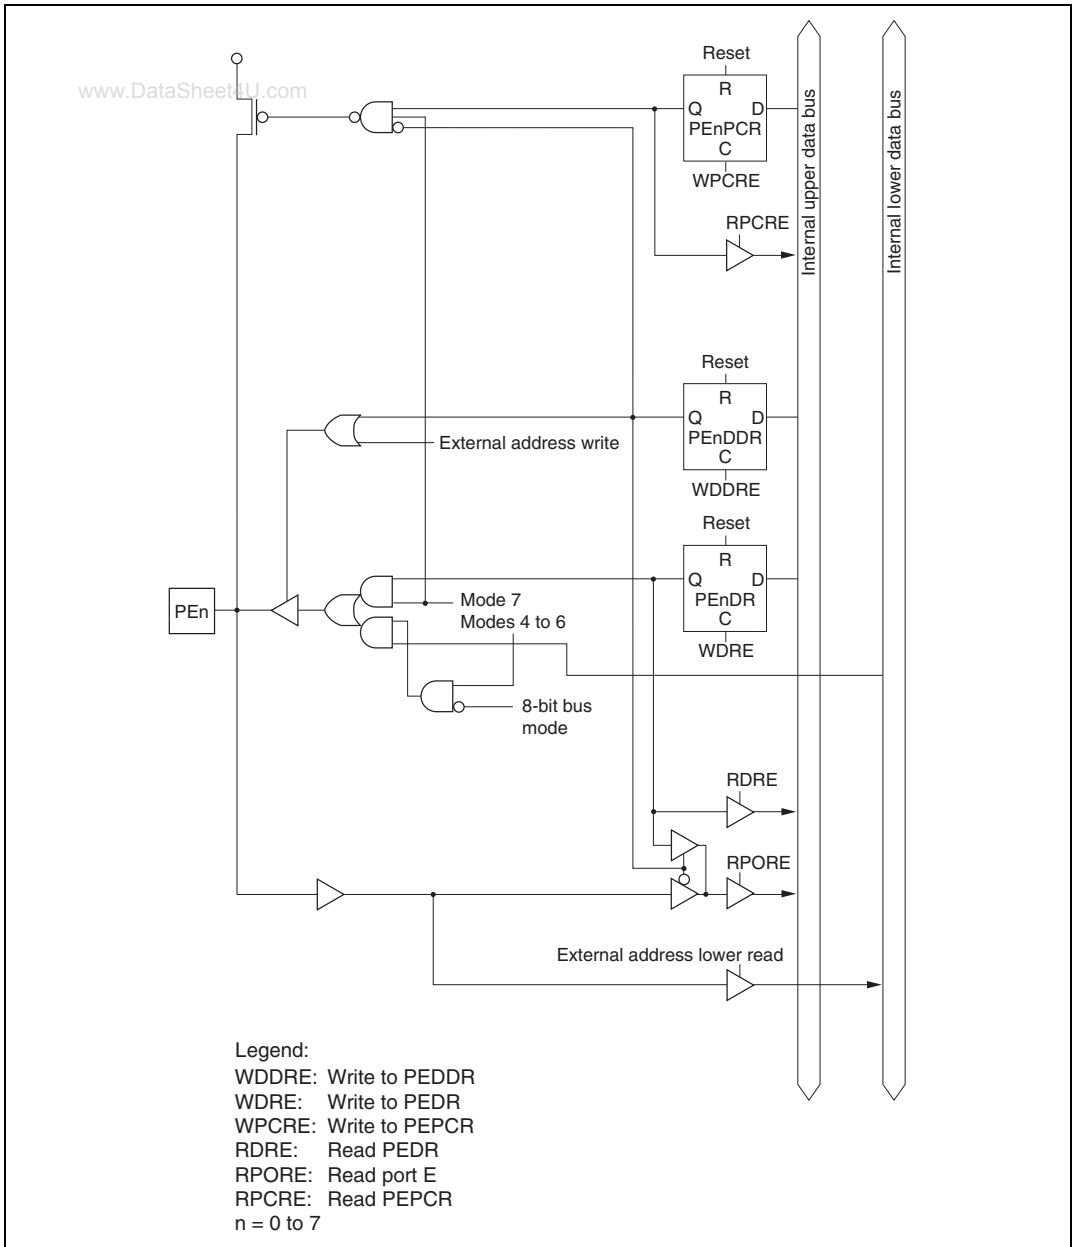 www.DataSheet4U.com
Reset
R
Q D
PEnPCR
C
WPCRE
RPCRE
Internal upper data bus
Internal lower data bus
Reset
R
Q D
PEnDDR
C
WDDRE
External address write
Reset
R
Q D
PEnDR
C
WDRE
PEn
Mode 7
Modes 4 to 6
8-bit bus
mode
RDRE
RPORE
External address lower read
Legend:
WDDRE: Write to PEDDR
WDRE: Write to PEDR
WPCRE: Write to PEPCR
RDRE: Read PEDR
RPORE: Read port E
RPCRE: Read PEPCR
n = 0 to 7